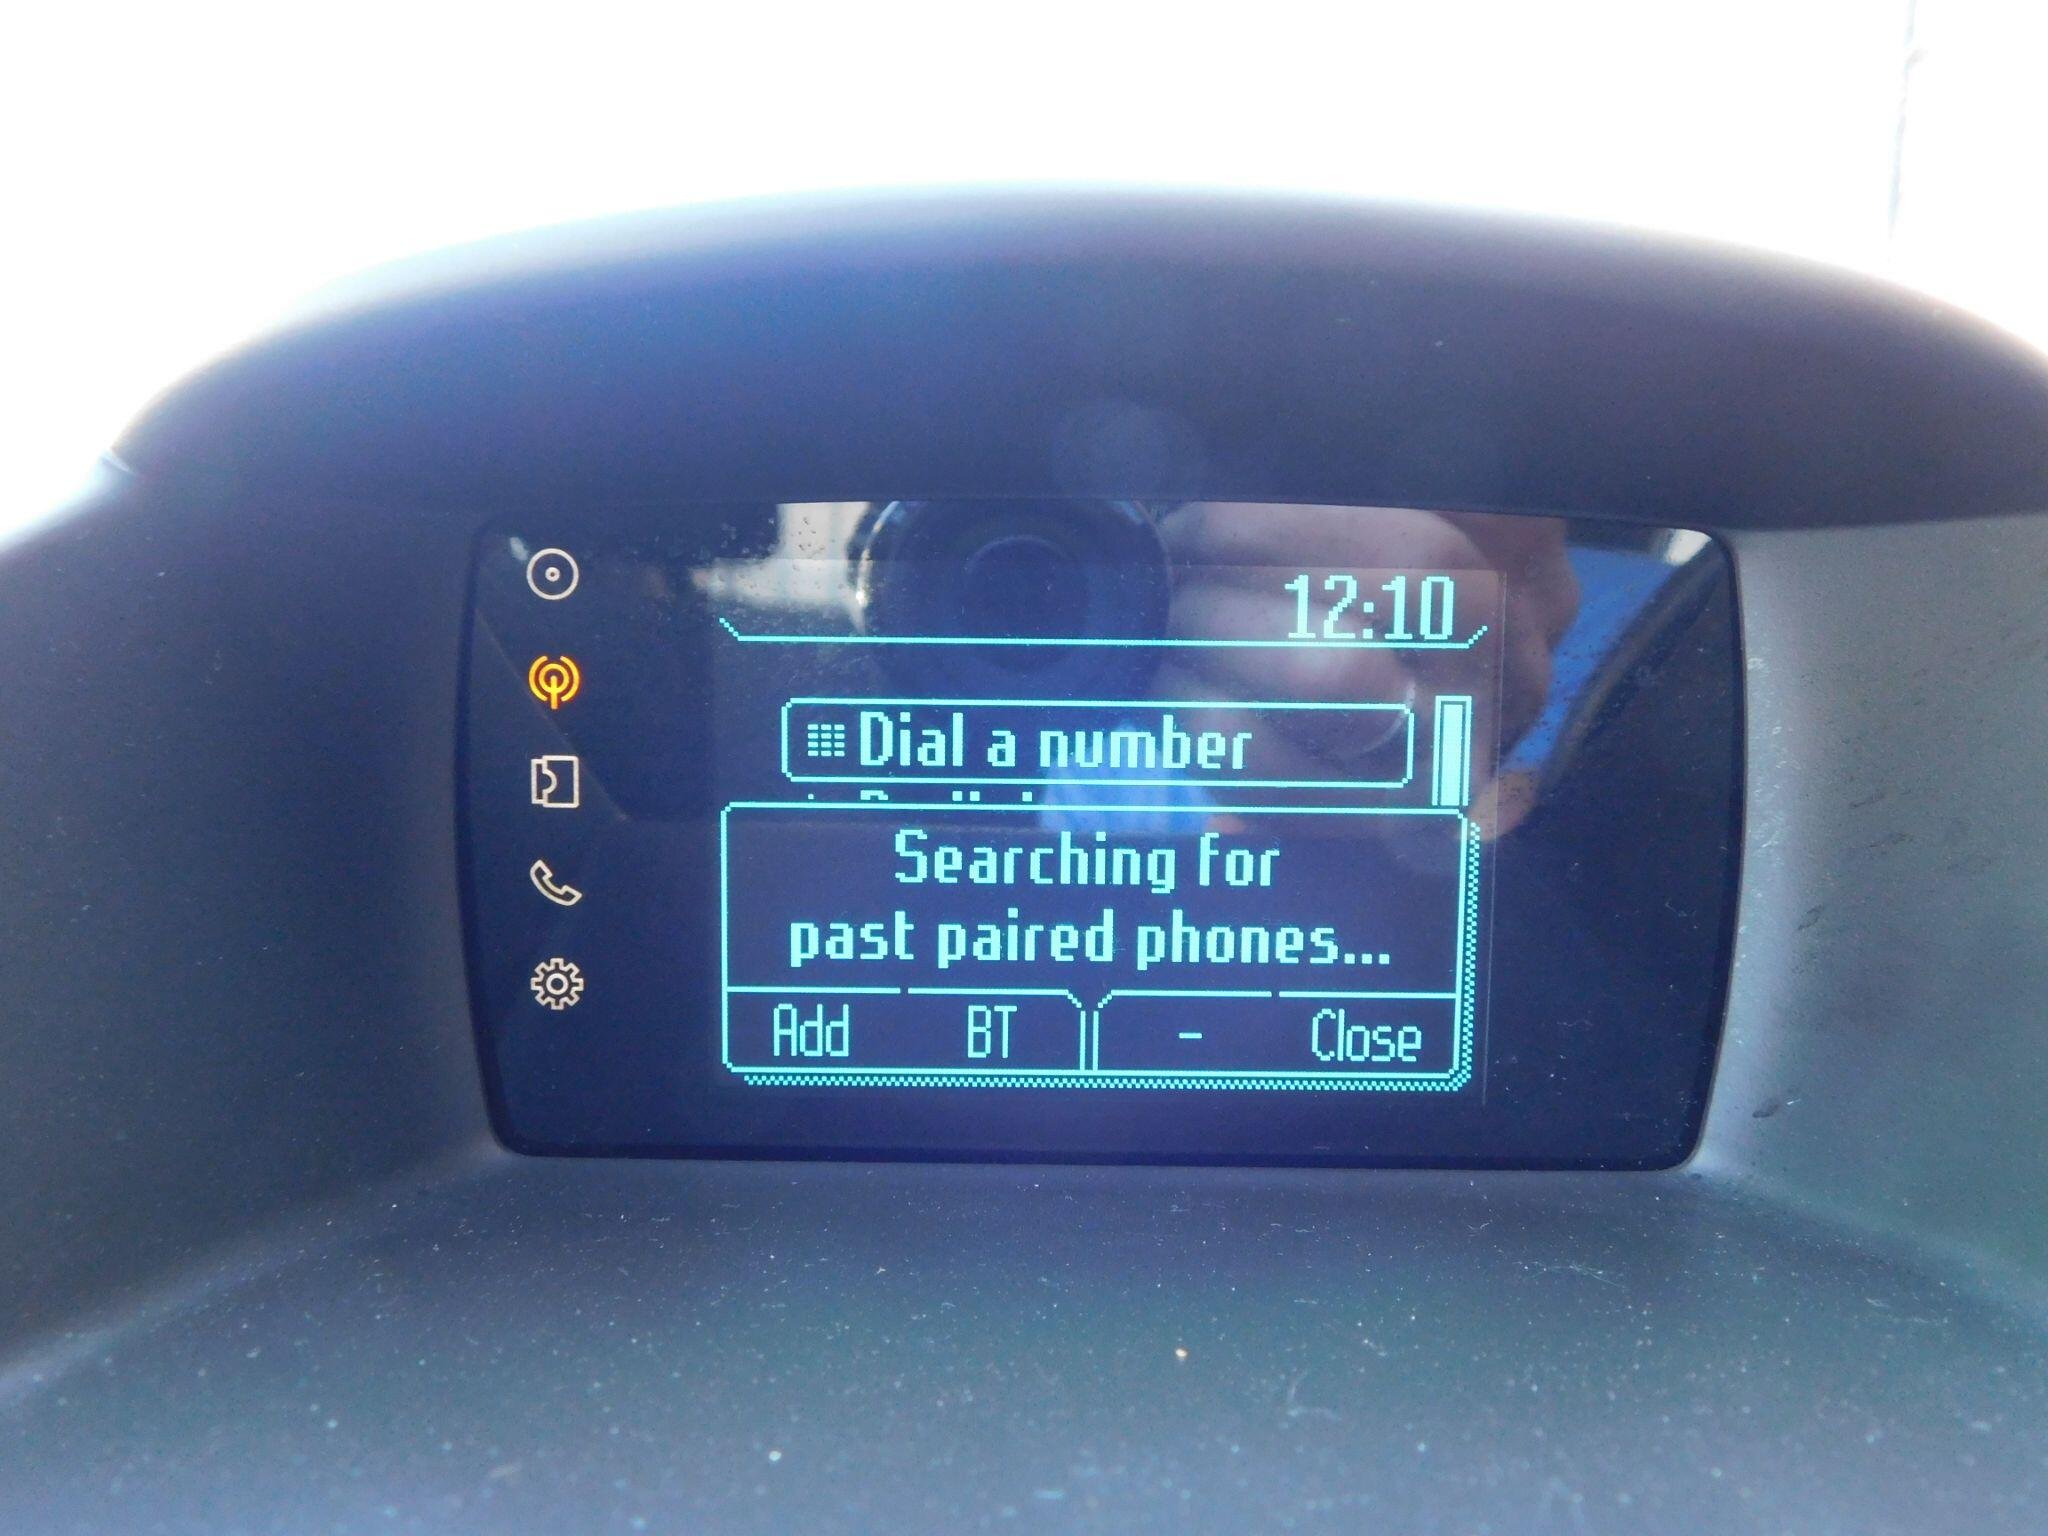 12:10
Dial a number
Searching for
past paired phones...
Add BT - Close